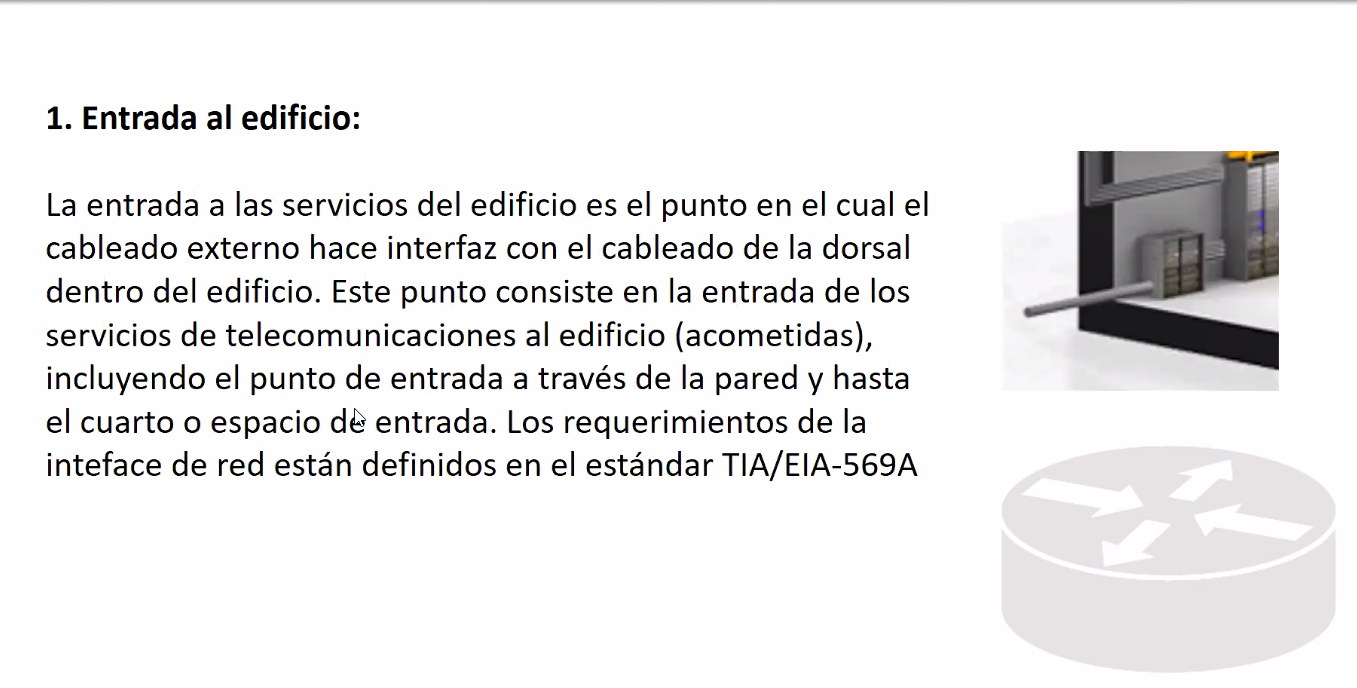 1. Entrada al edificio:
La entrada a las servicios del edificio es el punto en el cual el
cableado externo hace interfaz con el cableado de la dorsal
dentro del edificio. Este punto consiste en la entrada de los
servicios de telecomunicaciones al edificio (acometidas),
incluyendo el punto de entrada a través de la pared y hasta
el cuarto o espacio de entrada. Los requerimientos de la
inteface de red están definidos en el estándar TIA/EIA-569A